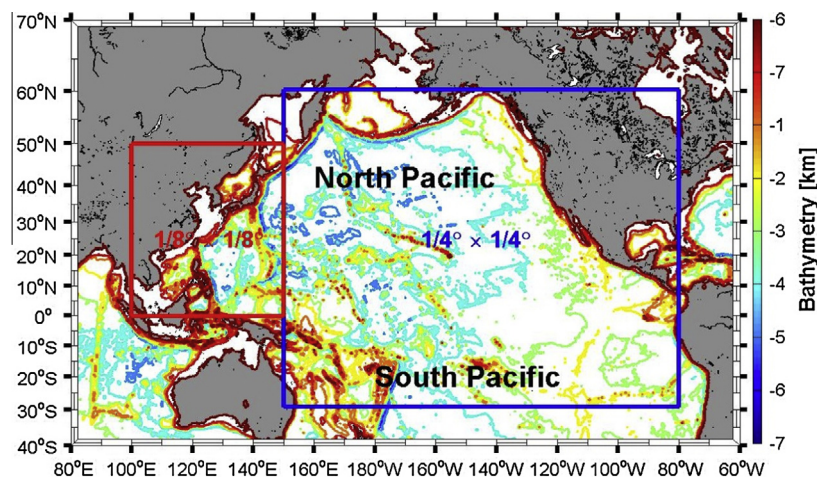 70°N
60°N
50°N
40°N
30°N
20°N
10°N
0°
10°S
20°S
30°S
40°S
80°E 100°E 120°E 140°E 160°E 180°E 160°W 140°W 120°W 100°W 80°W 60°W
North Pacific
1/8° × 1/8°
1/4° × 1/4°
South Pacific
-6
-7
-1
-2
-3
-4
-5
-6
-7
Bathymetry [km]